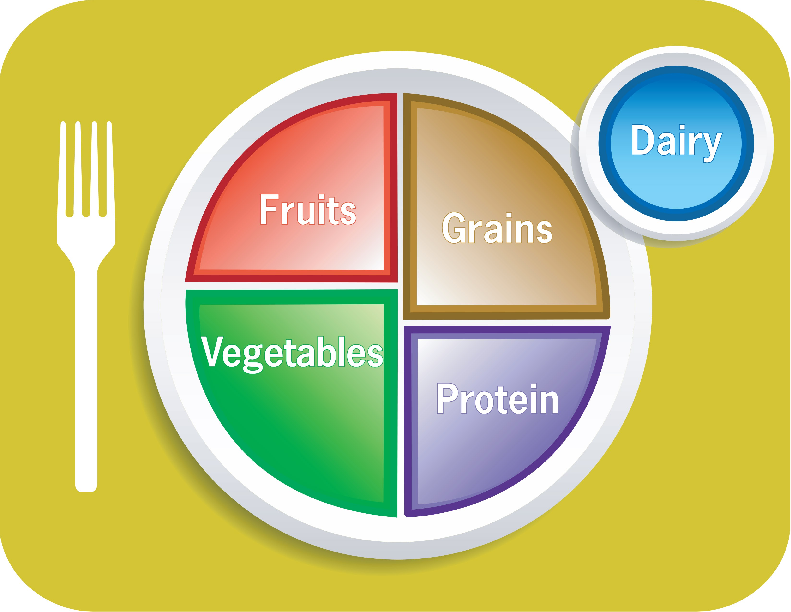 Dairy
Fruits
Grains
Vegetables
Protein